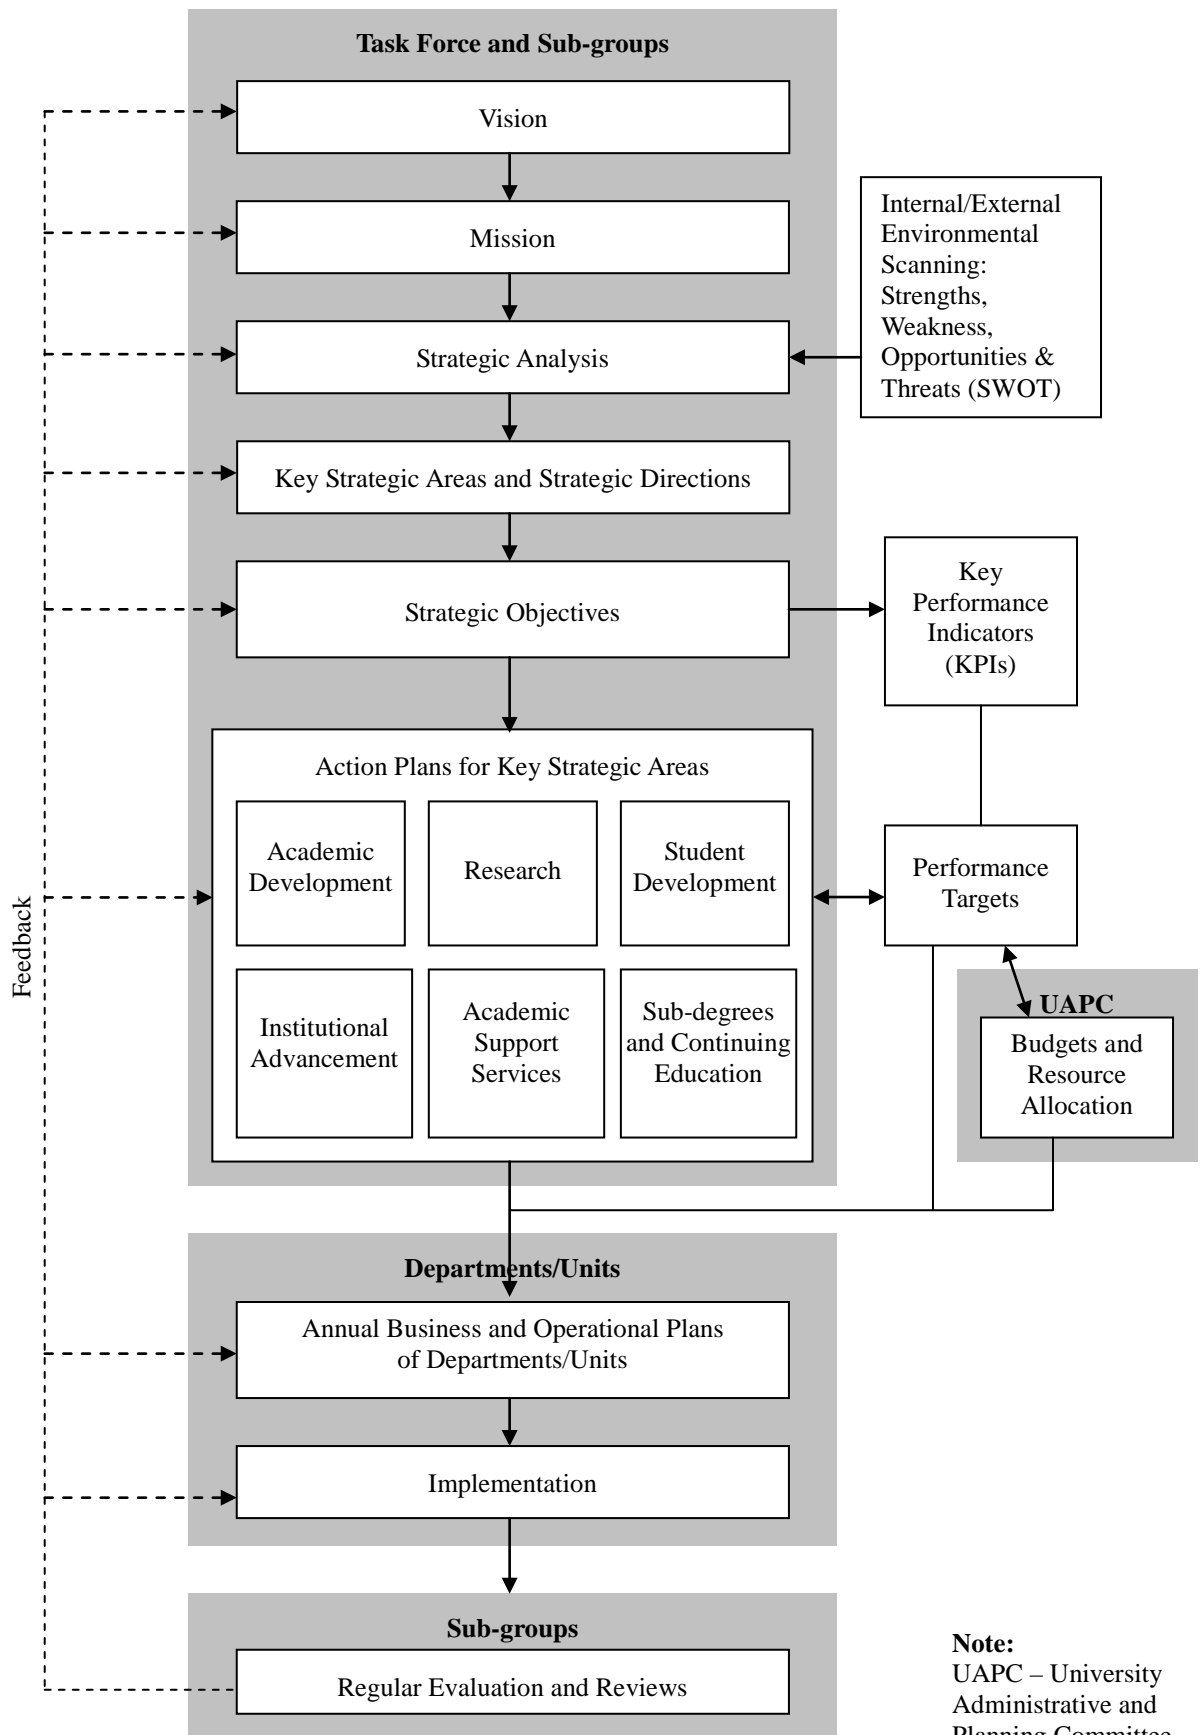 Task Force and Sub-groups
Vision
Mission
Internal/External
Environmental
Scanning:
Strengths,
Weakness,
Opportunities &
Threats (SWOT)
Strategic Analysis
Key Strategic Areas and Strategic Directions
Strategic Objectives
Key
Performance
Indicators
(KPIs)
Action Plans for Key Strategic Areas
Academic
Development
Research
Student
Development
Performance
Targets
Feedback
Institutional
Advancement
Academic
Support
Services
Sub-degrees
and Continuing
Education
UAPC
Budgets and
Resource
Allocation
Departments/Units
Annual Business and Operational Plans
of Departments/Units
Implementation
Sub-groups
Regular Evaluation and Reviews
Note:
UAPC – University
Administrative and
Planning Committee